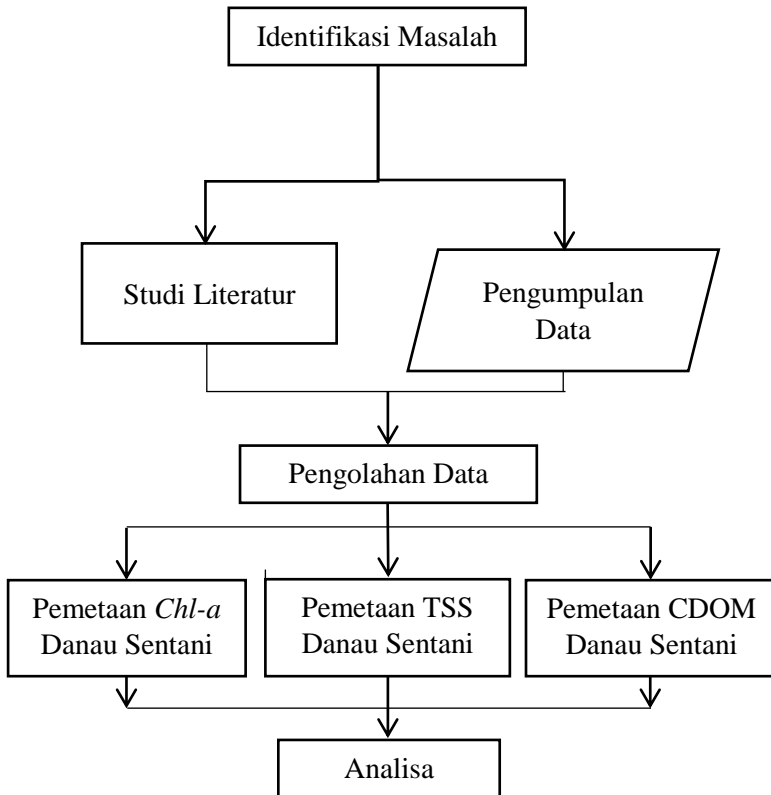 Identifikasi Masalah
Studi Literatur
Pengumpulan
Data
Pengolahan Data
Pemetaan Chl-a
Danau Sentani
Pemetaan TSS
Danau Sentani
Pemetaan CDOM
Danau Sentani
Analisa